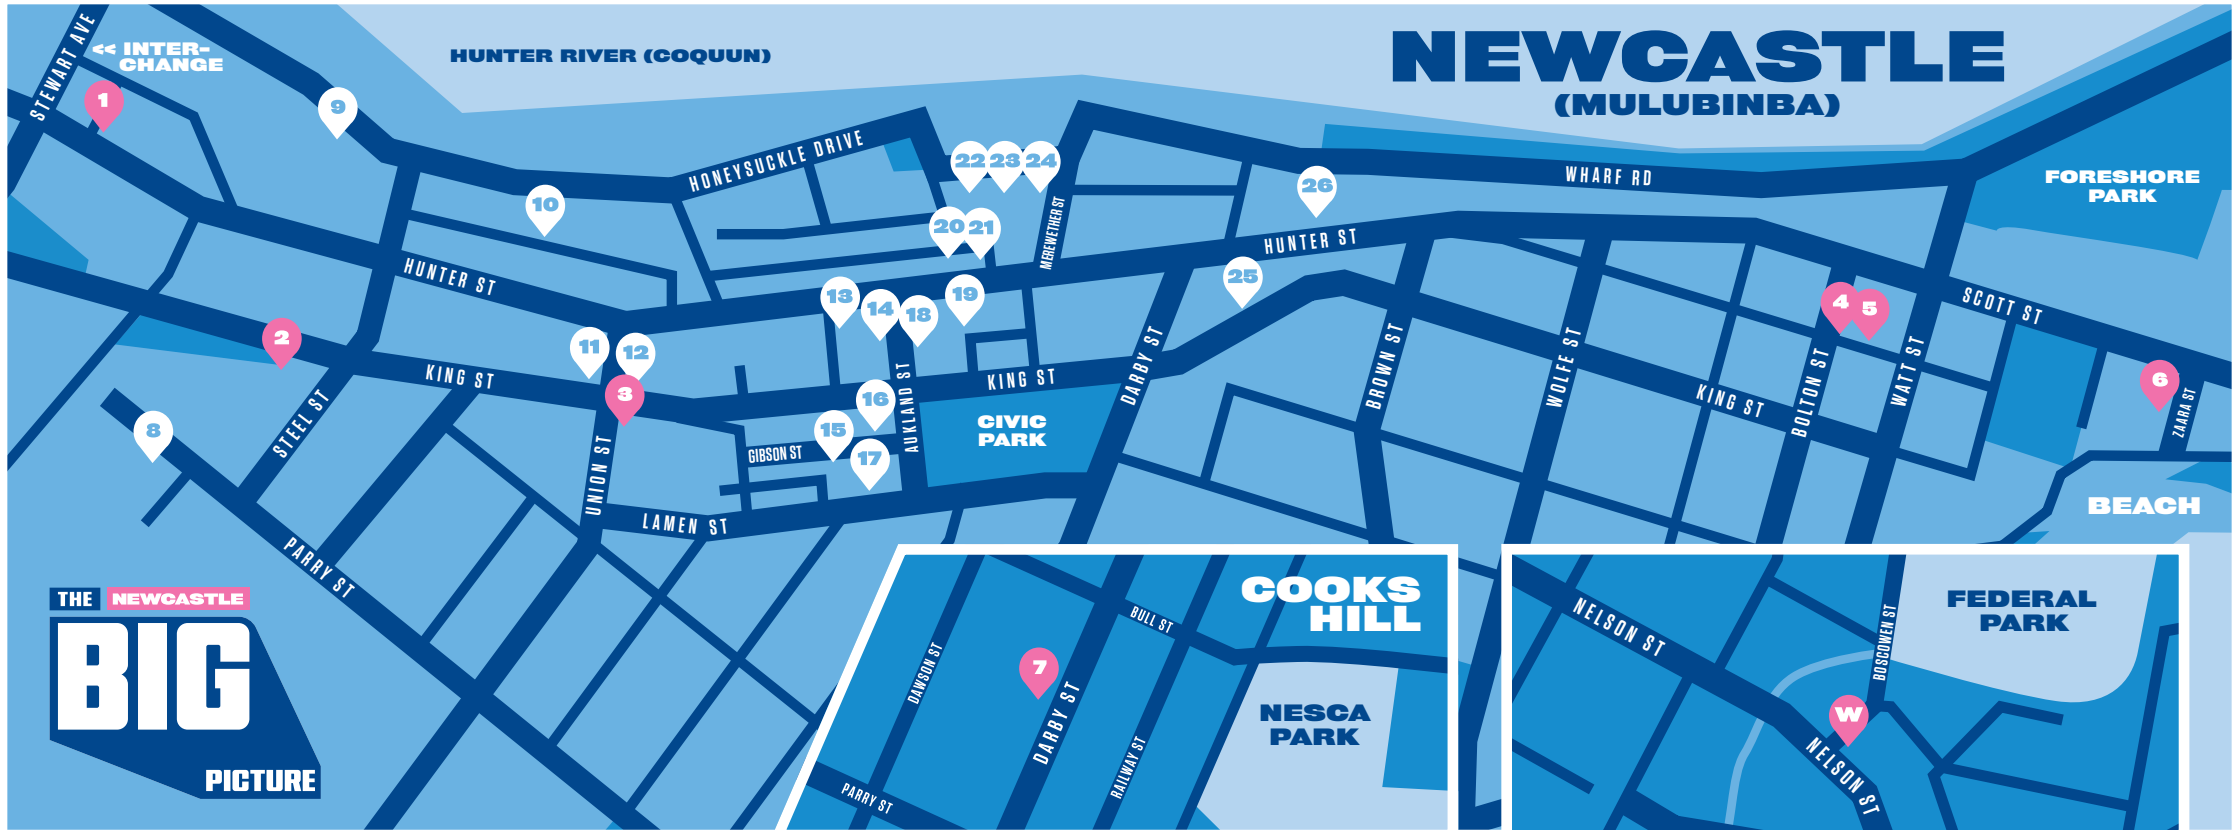 STEWART AVE
<< INTER-
CHANGE
HUNTER RIVER (COQUUN)
NEWCASTLE
(MULUBINBA)
1
9
HONEYSUCKLE DRIVE
22
23
24
WHARF RD
FORESHORE
PARK
10
26
MEREWETHER ST
20
21
HUNTER ST
HUNTER ST
25
13
14
18
19
SCOTT ST
4
5
2
11
12
3
KING ST
KING ST
KING ST
DARBY ST
BROWN ST
WOLFE ST
BOLTON ST
WATT ST
6
ZAARA ST
STEEL ST
8
UNION ST
16
AUKLAND ST
15
GIBSON ST
17
CIVIC
PARK
LAMEN ST
BEACH
PARRY ST
THE NEWCASTLE
BIG
PICTURE
COOKS
HILL
BULL ST
DAWSON ST
7
DARBY ST
RAILWAY ST
NESCA
PARK
PARRY ST
NELSON ST
BOSCOWEN ST
FEDERAL
PARK
W
NELSON ST